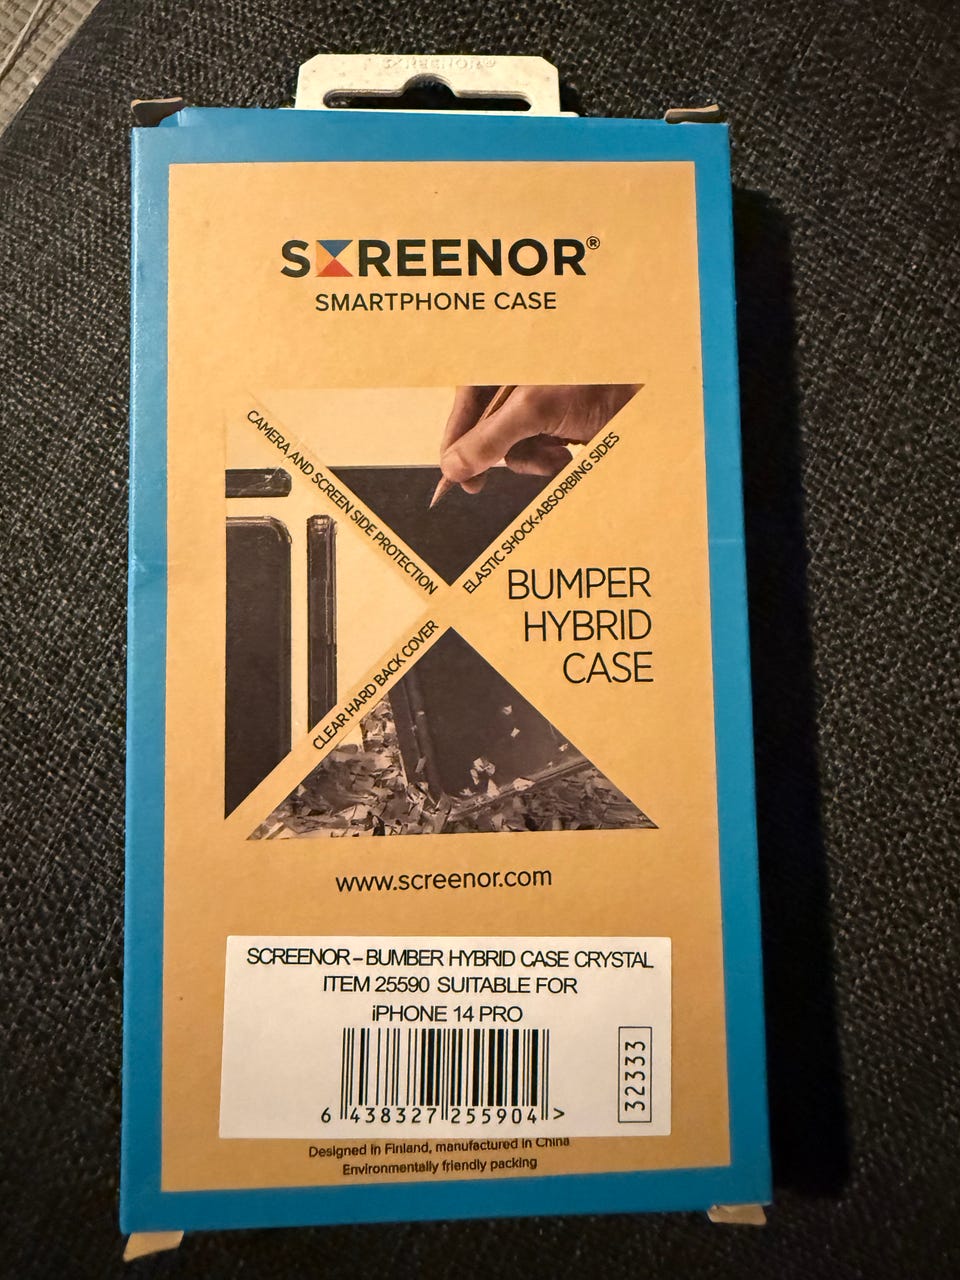 SCREENOR®
SCREENOR®
SMARTPHONE CASE
CAMERA AND SCREEN SIDE PROTECTION
ELASTIC SHOCK-ABSORBING SIDES
BUMPER
HYBRID
CASE
CLEAR HARD BACK COVER
www.screenor.com
SCREENOR – BUMBER HYBRID CASE CRYSTAL
ITEM 25590 SUITABLE FOR
iPHONE 14 PRO
32333
6 438327 255904 >
Designed in Finland, manufactured in China
Environmentally friendly packing